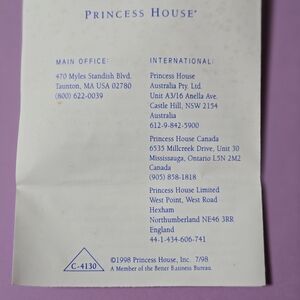 PRINCESS HOUSE®
MAIN OFFICE:
470 Myles Standish Blvd.
Taunton, MA USA 02780
(800) 622-0039
INTERNATIONAL:
Princess House
Australia Pty. Ltd.
Unit A3/16 Anella Ave.
Castle Hill, NSW 2154
Australia
612-9-842-5900
Princess House Canada
6535 Millcreek Drive, Unit 30
Mississauga, Ontario L5N 2M2
Canada
(905) 858-1818
Princess House Limited
West Point, West Road
Hexham
Northumberland NE46 3RR
England
44-1-434-606-741
C-4130
©1998 Princess House, Inc. 7/98
A Member of the Better Business Bureau.